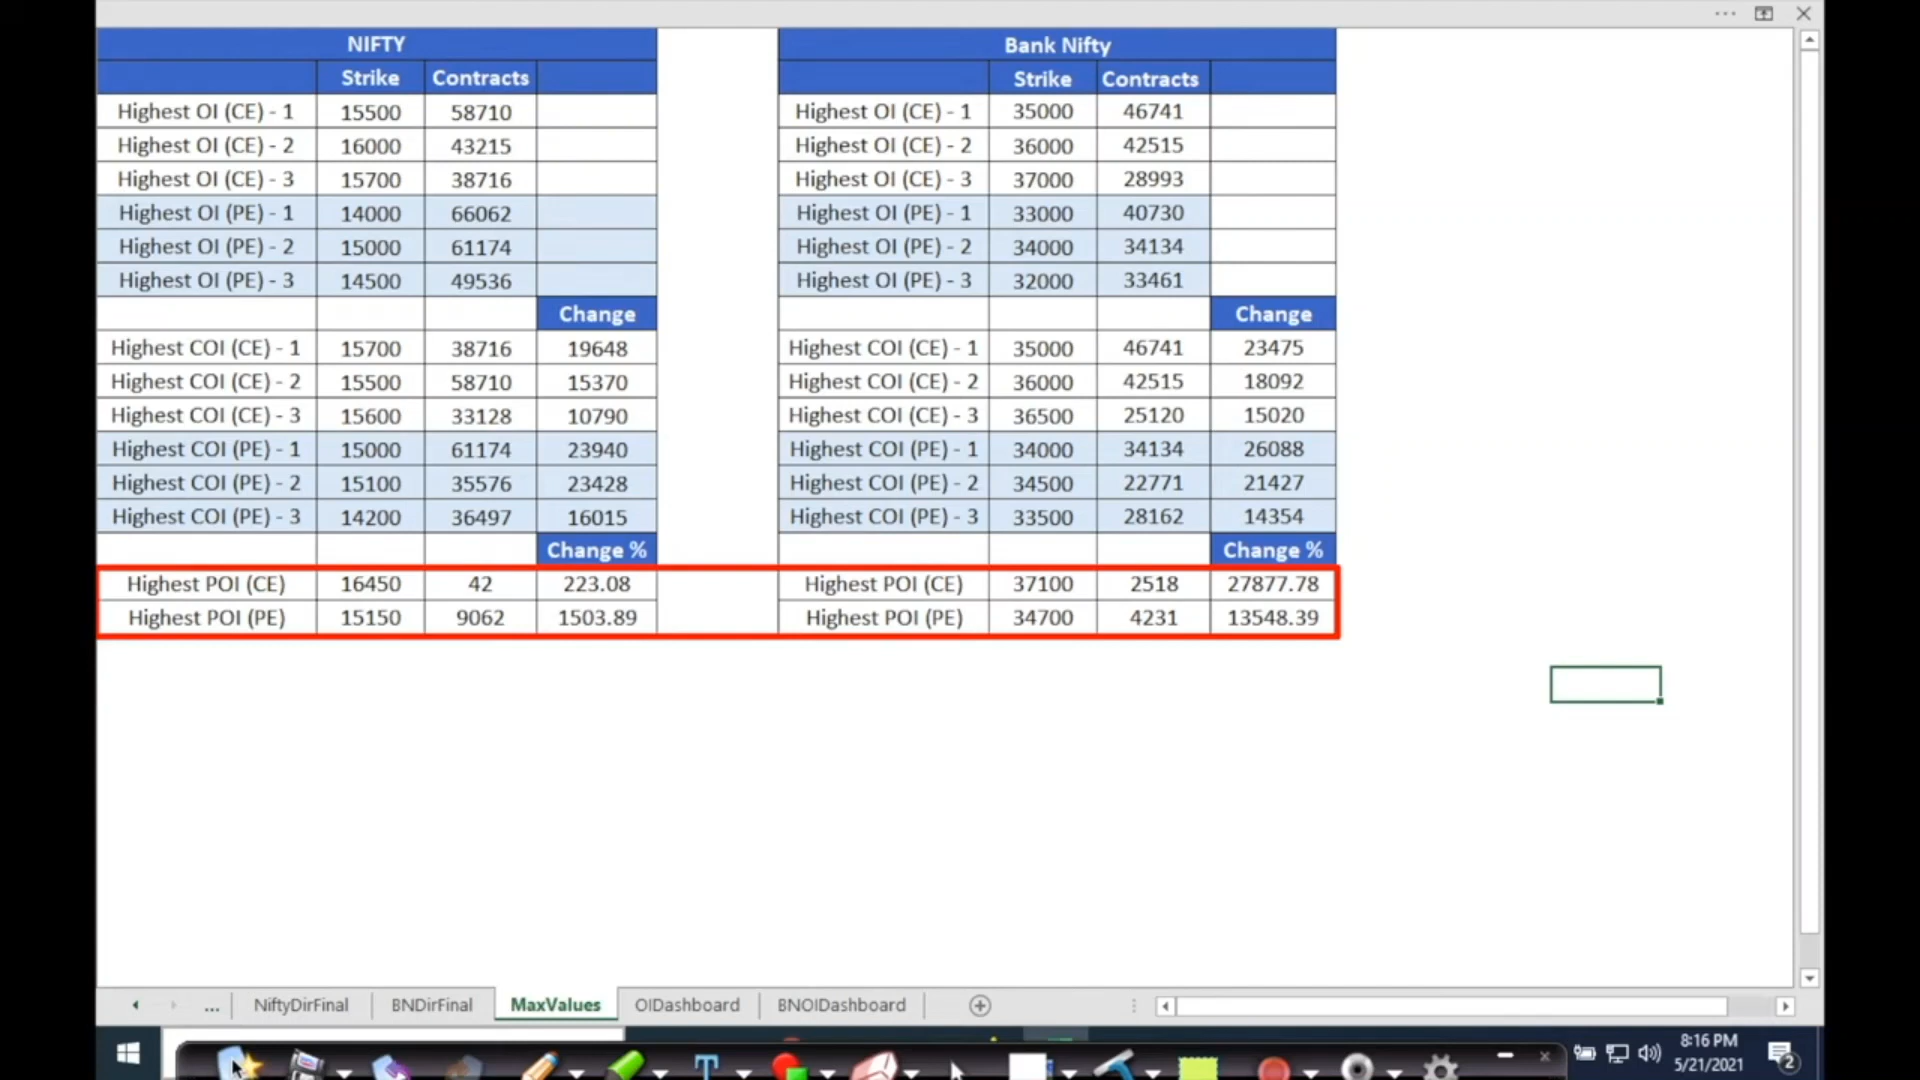 NIFTY Bank Nifty
Strike Contracts Strike Contracts
Highest OI (CE) - 1 15500 58710 Highest OI (CE) - 1 35000 46741
Highest OI (CE) - 2 16000 43215 Highest OI (CE) - 2 36000 42515
Highest OI (CE) - 3 15700 38716 Highest OI (CE) - 3 37000 28993
Highest OI (PE) - 1 14000 66062 Highest OI (PE) - 1 33000 40730
Highest OI (PE) - 2 15000 61174 Highest OI (PE) - 2 34000 34134
Highest OI (PE) - 3 14500 49536 Highest OI (PE) - 3 32000 33461
Change Change
Highest COI (CE) - 1 15700 38716 19648 Highest COI (CE) - 1 35000 46741 23475
Highest COI (CE) - 2 15500 58710 15370 Highest COI (CE) - 2 36000 42515 18092
Highest COI (CE) - 3 15600 33128 10790 Highest COI (CE) - 3 36500 25120 15020
Highest COI (PE) - 1 15000 61174 23940 Highest COI (PE) - 1 34000 34134 26088
Highest COI (PE) - 2 15100 35576 23428 Highest COI (PE) - 2 34500 22771 21427
Highest COI (PE) - 3 14200 36497 16015 Highest COI (PE) - 3 33500 28162 14354
Change % Change %
Highest POI (CE) 16450 42 223.08 Highest POI (CE) 37100 2518 27877.78
Highest POI (PE) 15150 9062 1503.89 Highest POI (PE) 34700 4231 13548.39
... NiftyDirFinal BNDirFinal MaxValues OIDashboard BNOIDashboard
8:16 PM
5/21/2021
2